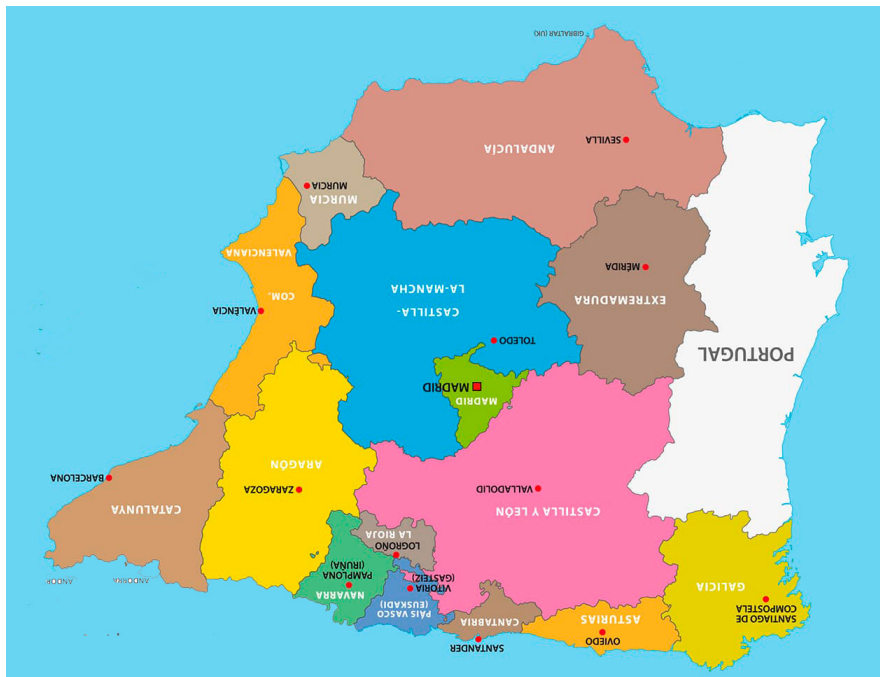 SANTANDER
OVIEDO
ASTURIAS
CANTABRIA
PÁIS VASCO
(EUSKADI)
SANTIAGO DE
COMPOSTELA
GALICIA
VITORIA
(GASTEIZ)
NAVARRA
PAMPLONA
(IRUÑA)
LOGROÑO
LA RIOJA
CASTILLA Y LEÓN
VALLADOLID
ZARAGOZA
ARAGÓN
CATALUNYA
BARCELONA
MADRID
MADRID
PORTUGAL
TOLEDO
CASTILLA-
LA-MANCHA
EXTREMADURA
MÉRIDA
VALÈNCIA
COM.
VALENCIANA
MURCIA
MURCIA
ANDALUCÍA
SEVILLA
GIBRALTAR (UK)